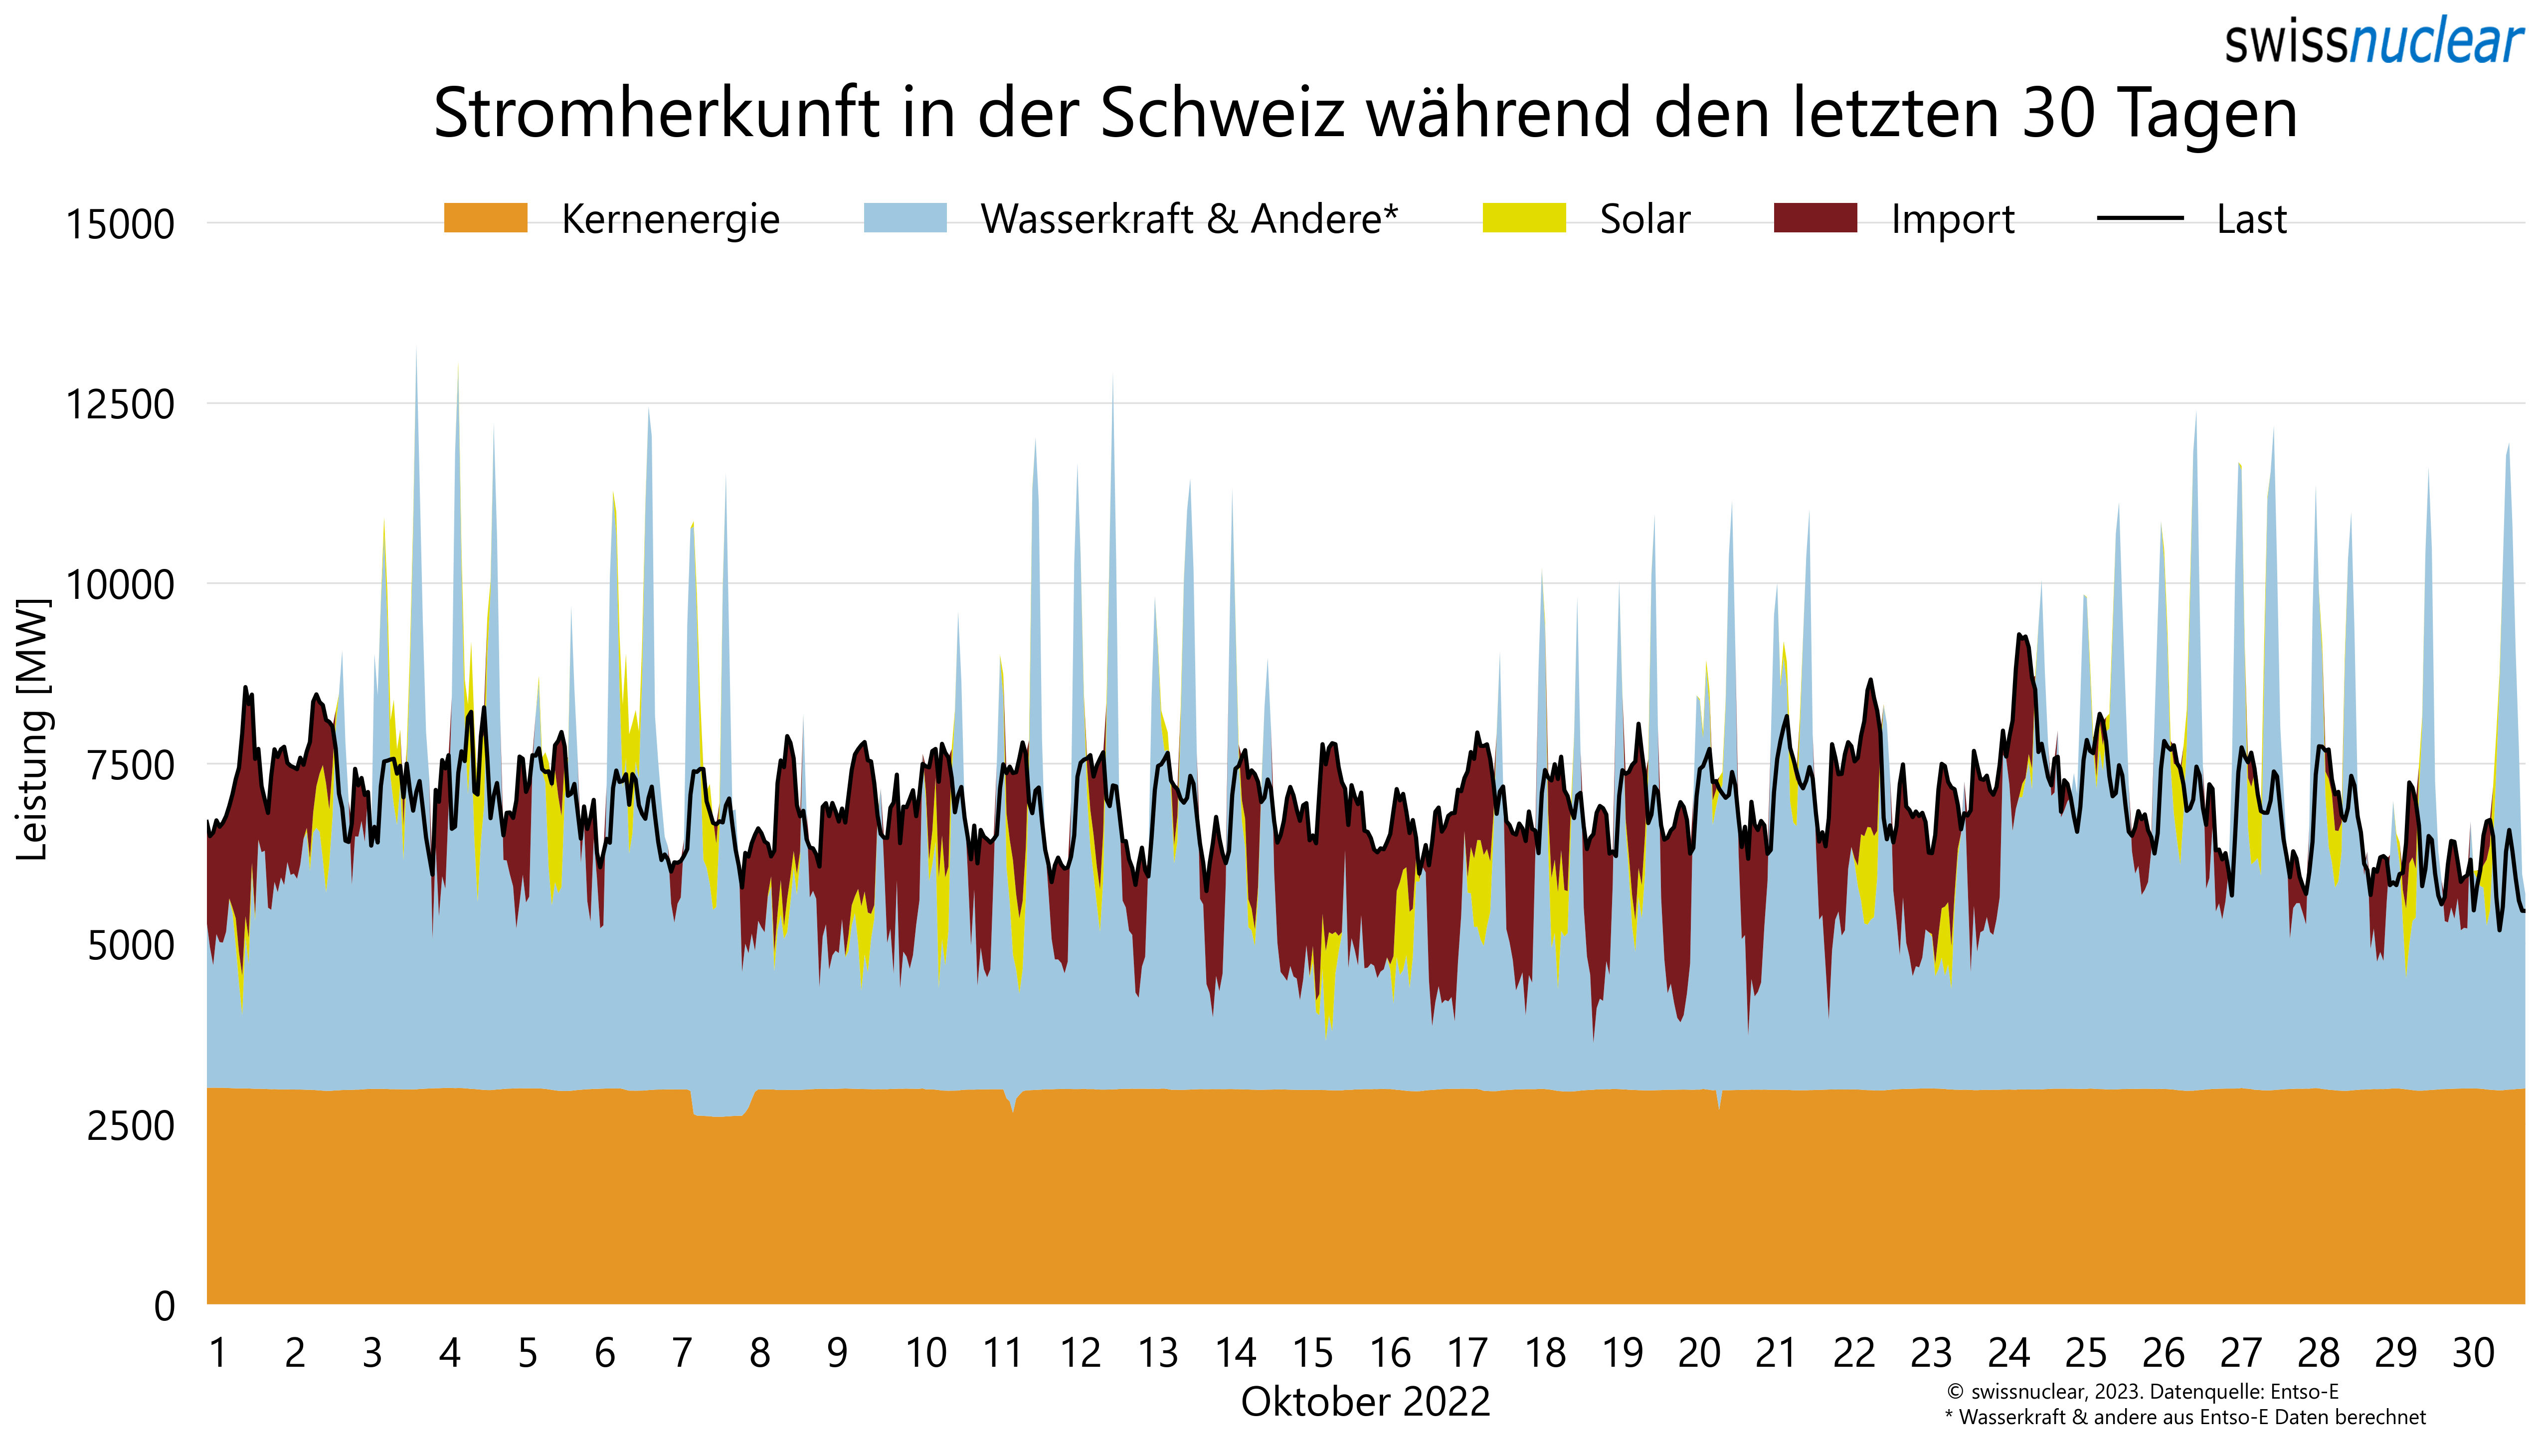 swissnuclear
Stromherkunft in der Schweiz während den letzten 30 Tagen
Kernenergie Wasserkraft & Andere* Solar Import Last
15000
12500
10000
7500
5000
2500
0
Leistung [MW]
1 2 3 4 5 6 7 8 9 10 11 12 13 14 15 16 17 18 19 20 21 22 23 24 25 26 27 28 29 30
Oktober 2022
© swissnuclear, 2023. Datenquelle: Entso-E
* Wasserkraft & andere aus Entso-E Daten berechnet